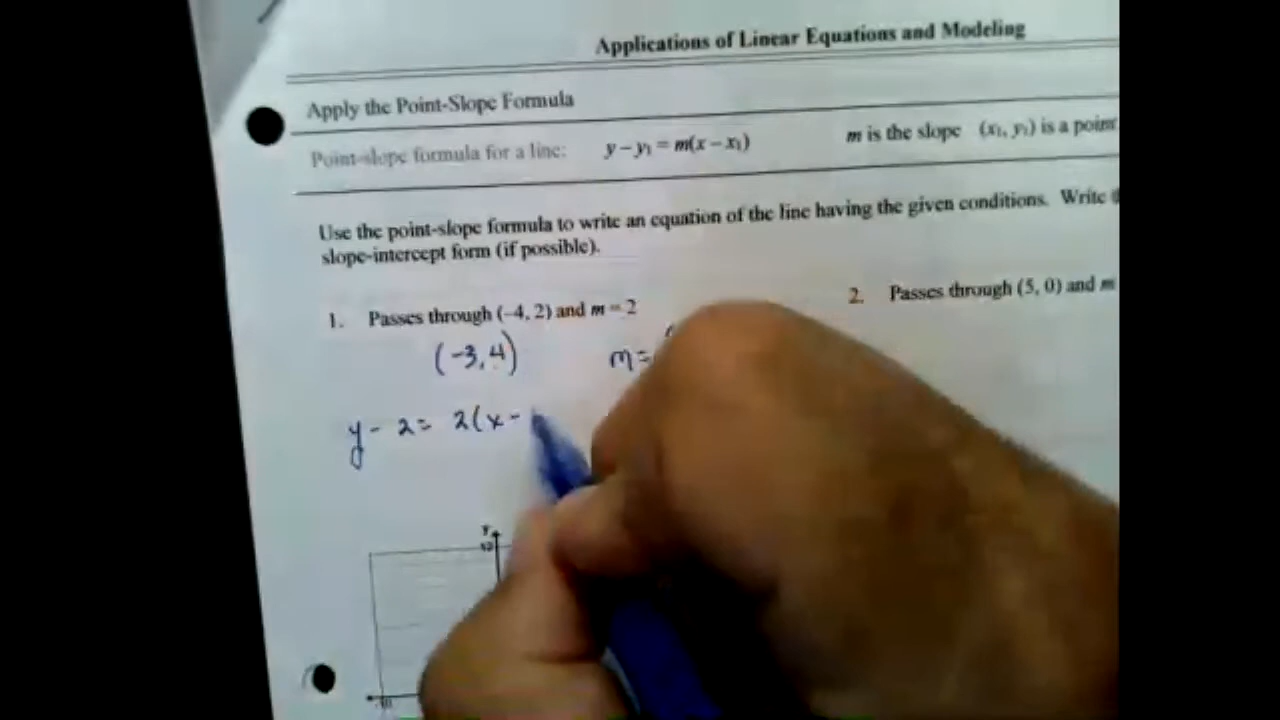 Applications of Linear Equations and Modeling
Apply the Point-Slope Formula
Point-slope formula for a line: y – y₁ = m(x – x₁) m is the slope (x₁, y₁) is a point
Use the point-slope formula to write an equation of the line having the given conditions. Write
slope-intercept form (if possible).
1. Passes through (–4, 2) and m = 2
2. Passes through (5, 0) and m
(-3,4) m=
y - 2 = 2(x -
y
10